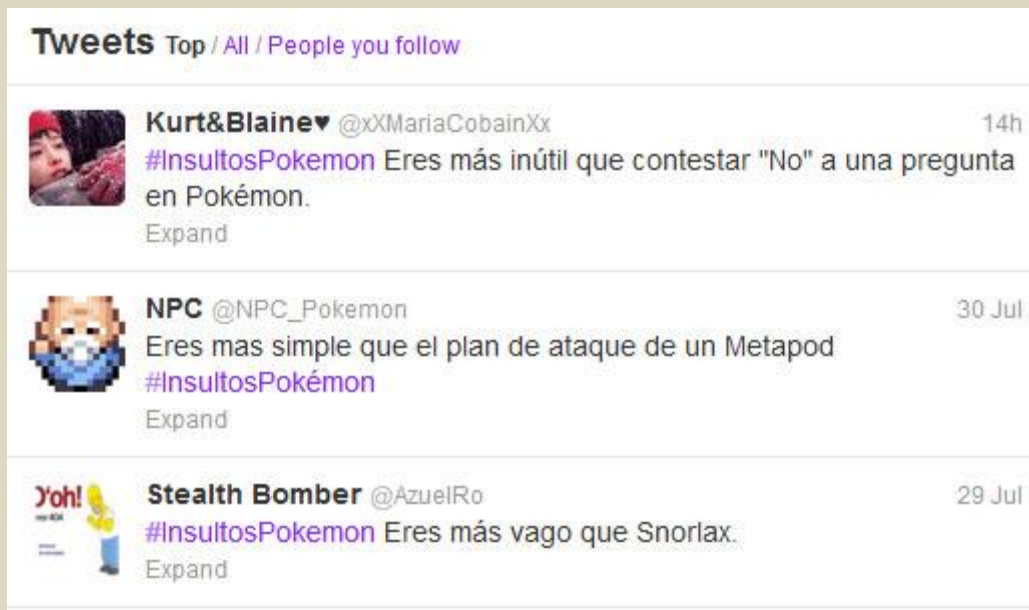 Tweets Top / All / People you follow
Kurt&Blaine♥ @xXMariaCobainXx 14h
#InsultosPokemon Eres más inútil que contestar "No" a una pregunta
en Pokémon.
Expand
NPC @NPC_Pokemon 30 Jul
Eres mas simple que el plan de ataque de un Metapod
#InsultosPokémon
Expand
D'oh!
Stealth Bomber @AzuelRo 29 Jul
#InsultosPokemon Eres más vago que Snorlax.
Expand